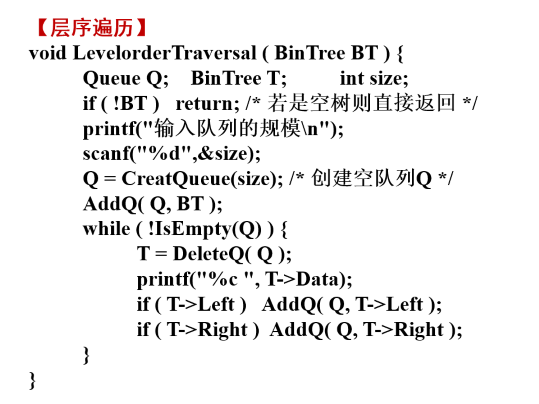 【层序遍历】
void LevelorderTraversal ( BinTree BT ) {
Queue Q; BinTree T; int size;
if ( !BT ) return; /* 若是空树则直接返回 */
printf("输入队列的规模\n");
scanf("%d",&size);
Q = CreatQueue(size); /* 创建空队列Q */
AddQ( Q, BT );
while ( !IsEmpty(Q) ) {
T = DeleteQ( Q );
printf("%c ", T->Data);
if ( T->Left ) AddQ( Q, T->Left );
if ( T->Right ) AddQ( Q, T->Right );
}
}